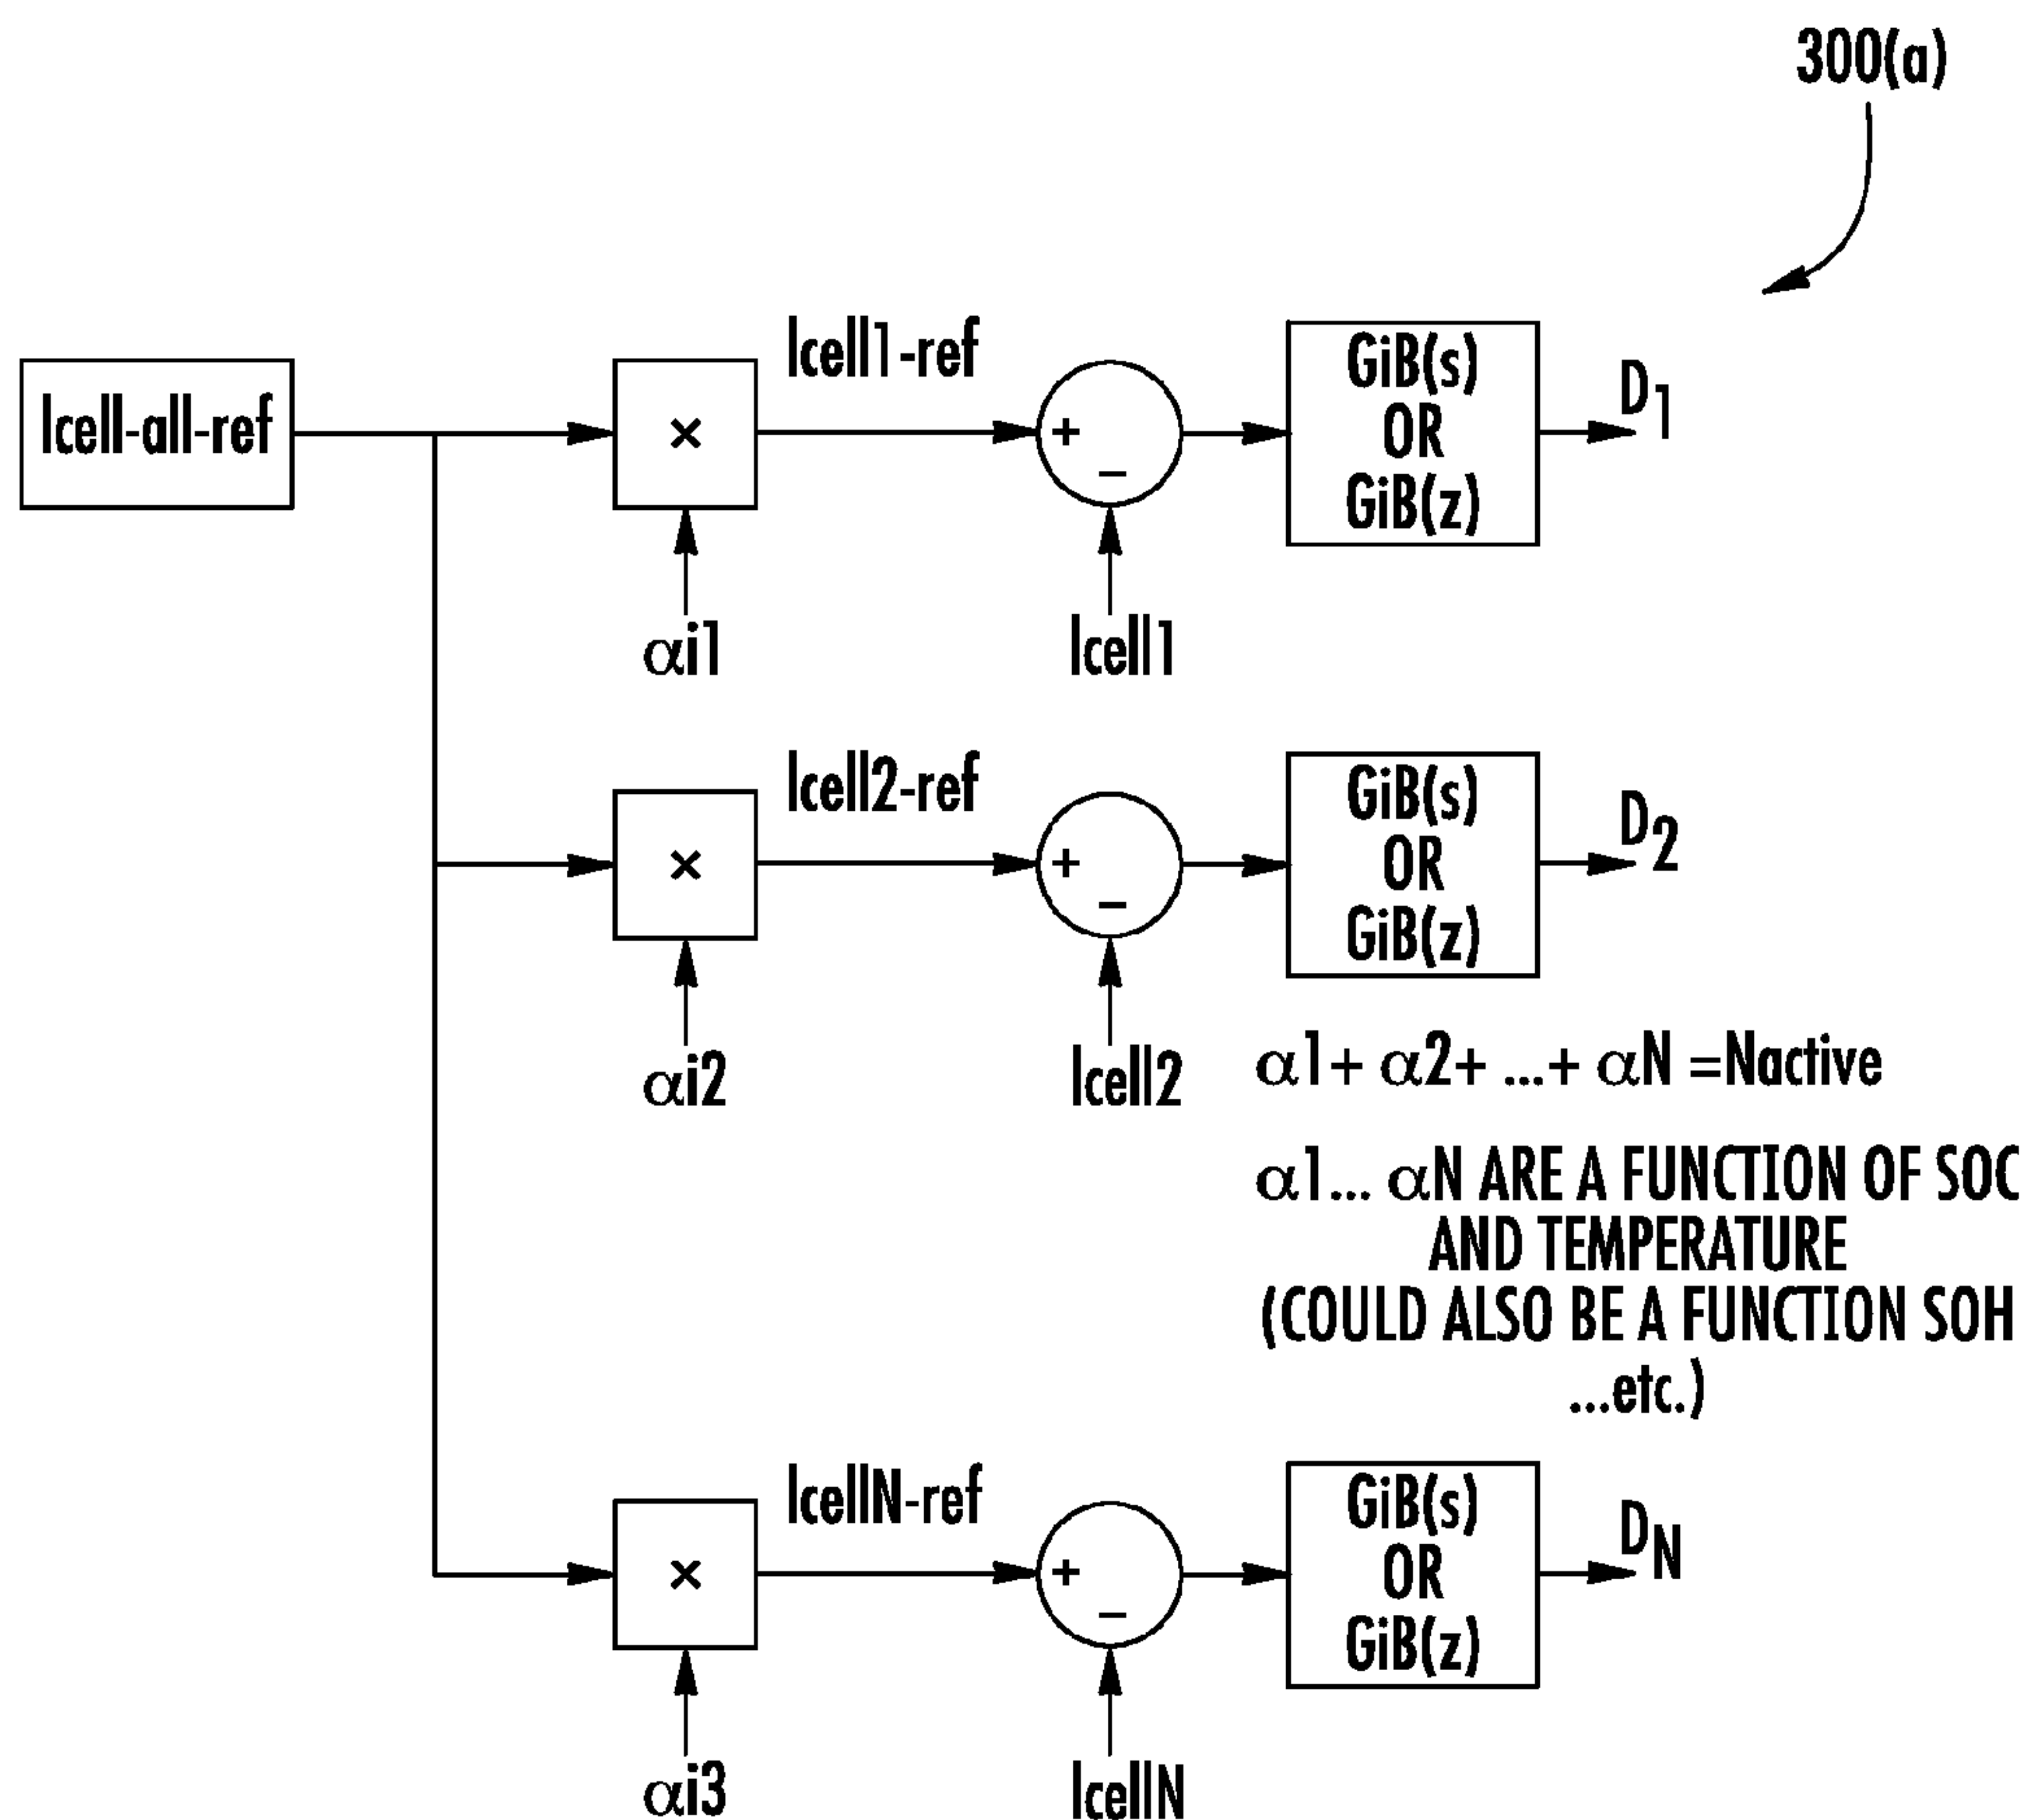 300(a)
Icell-all-ref
×
Icell1-ref
+
−
GiB(s)
OR
GiB(z)
D1
αi1
Icell1
×
Icell2-ref
+
−
GiB(s)
OR
GiB(z)
D2
αi2
Icell2
α1+ α2+ ...+ αN =Nactive
α1... αN ARE A FUNCTION OF SOC
AND TEMPERATURE
(COULD ALSO BE A FUNCTION SOH
...etc.)
×
IcellN-ref
+
−
GiB(s)
OR
GiB(z)
DN
αi3
IcellN